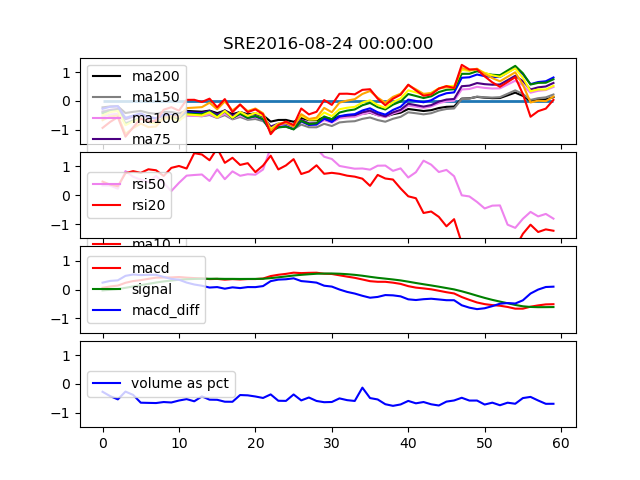 SRE2016-08-24 00:00:00
1
0
−1
ma200
ma150
ma100
ma75
1
0
−1
rsi50
rsi20
ma10
1
0
−1
macd
signal
macd_diff
1
0
−1
volume as pct
0 10 20 30 40 50 60